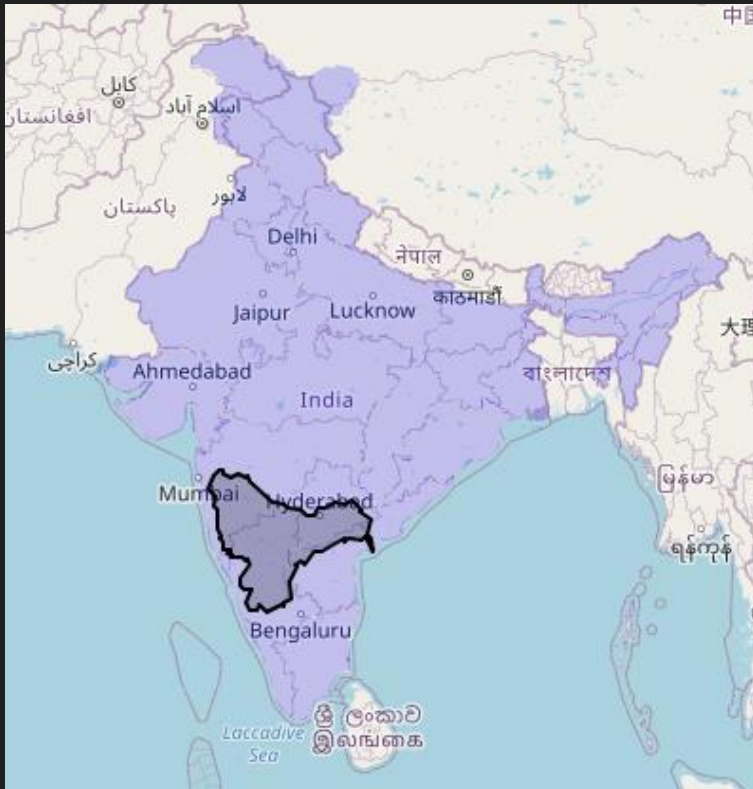 中国
کابل
افغانستان
اسلام آباد
لاہور
پاکستان
Delhi
नेपाल
काठमाडौँ
Jaipur
Lucknow
大理
کراچی
Ahmedabad
বাংলাদেশ
India
မြန်မာ
Mumbai
Hyderabad
ရန်ကုန်
Bengaluru
Laccadive
Sea
ශ්‍රී ලංකාව
இலங்கை